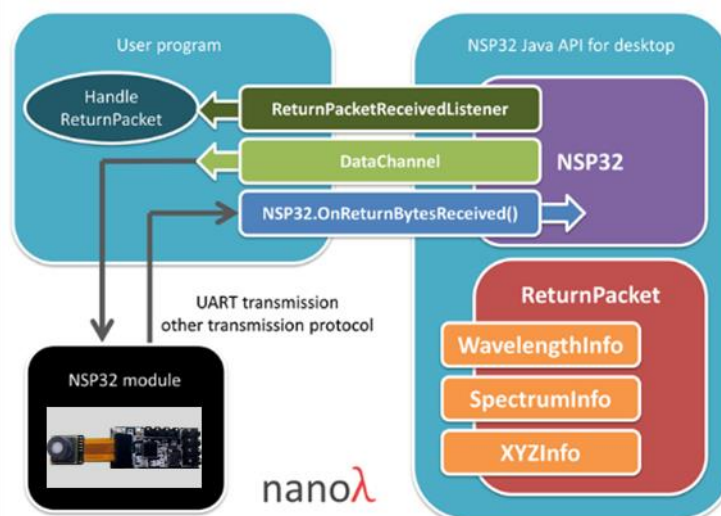 User program
NSP32 Java API for desktop
Handle
ReturnPacket
ReturnPacketReceivedListener
DataChannel
NSP32
NSP32.OnReturnBytesReceived()
UART transmission
other transmission protocol
ReturnPacket
WavelengthInfo
SpectrumInfo
XYZInfo
NSP32 module
nanoλ